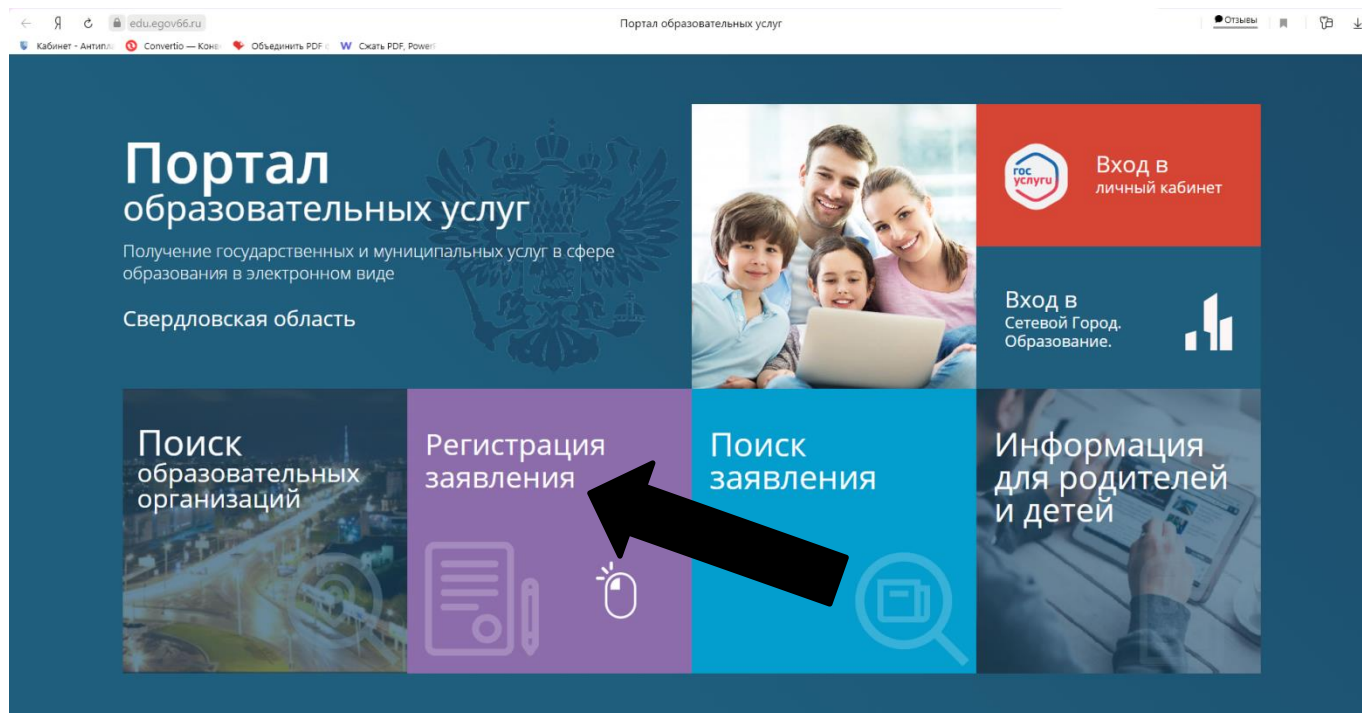 Я
edu.egov66.ru
Портал образовательных услуг
Отзывы
Кабинет - Антипла
Convertio — Конве
Объединить PDF
W Сжать PDF, Power
Портал
образовательных услуг
Получение государственных и муниципальных услуг в сфере
образования в электронном виде
Свердловская область
гос
услуги
Вход в
личный кабинет
Вход в
Сетевой Город.
Образование.
Поиск
образовательных
организаций
Регистрация
заявления
Поиск
заявления
Информация
для родителей
и детей